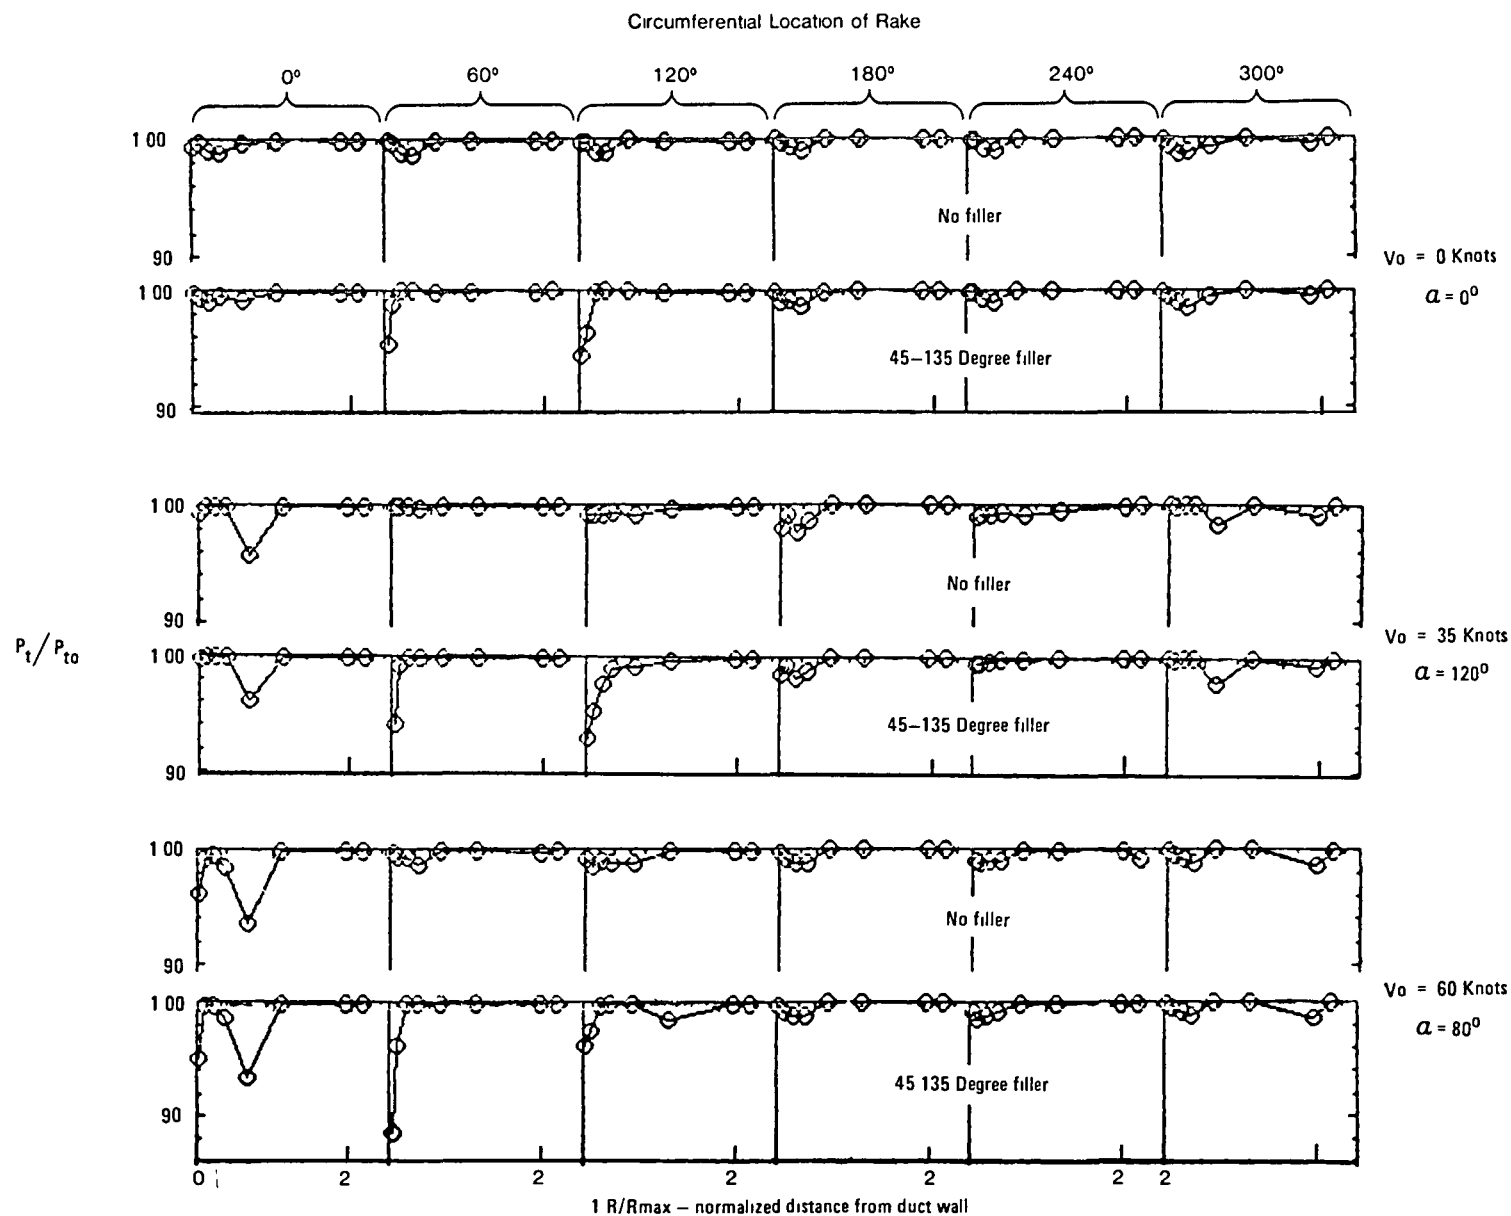 Circumferential Location of Rake
0° 60° 120° 180° 240° 300°
1 00
No filler
90
Vo = 0 Knots
1 00
α = 0°
45–135 Degree filler
90
1 00
No filler
90
Pt/Pto
Vo = 35 Knots
1 00
α = 120°
45–135 Degree filler
90
1 00
No filler
90
Vo = 60 Knots
1 00
α = 80°
45 135 Degree filler
90
0 2 2 2 2 2 2
1 R/Rmax – normalized distance from duct wall